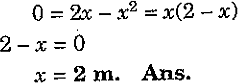 0 = 2x − x² = x(2 − x)
2 − x = 0
x = 2 m. Ans.